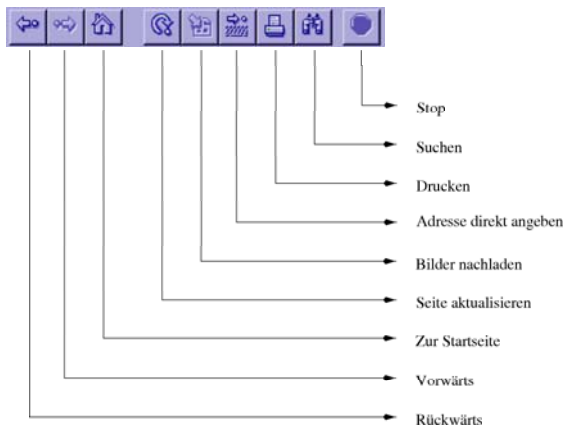 Stop
Suchen
Drucken
Adresse direkt angeben
Bilder nachladen
Seite aktualisieren
Zur Startseite
Vorwärts
Rückwärts